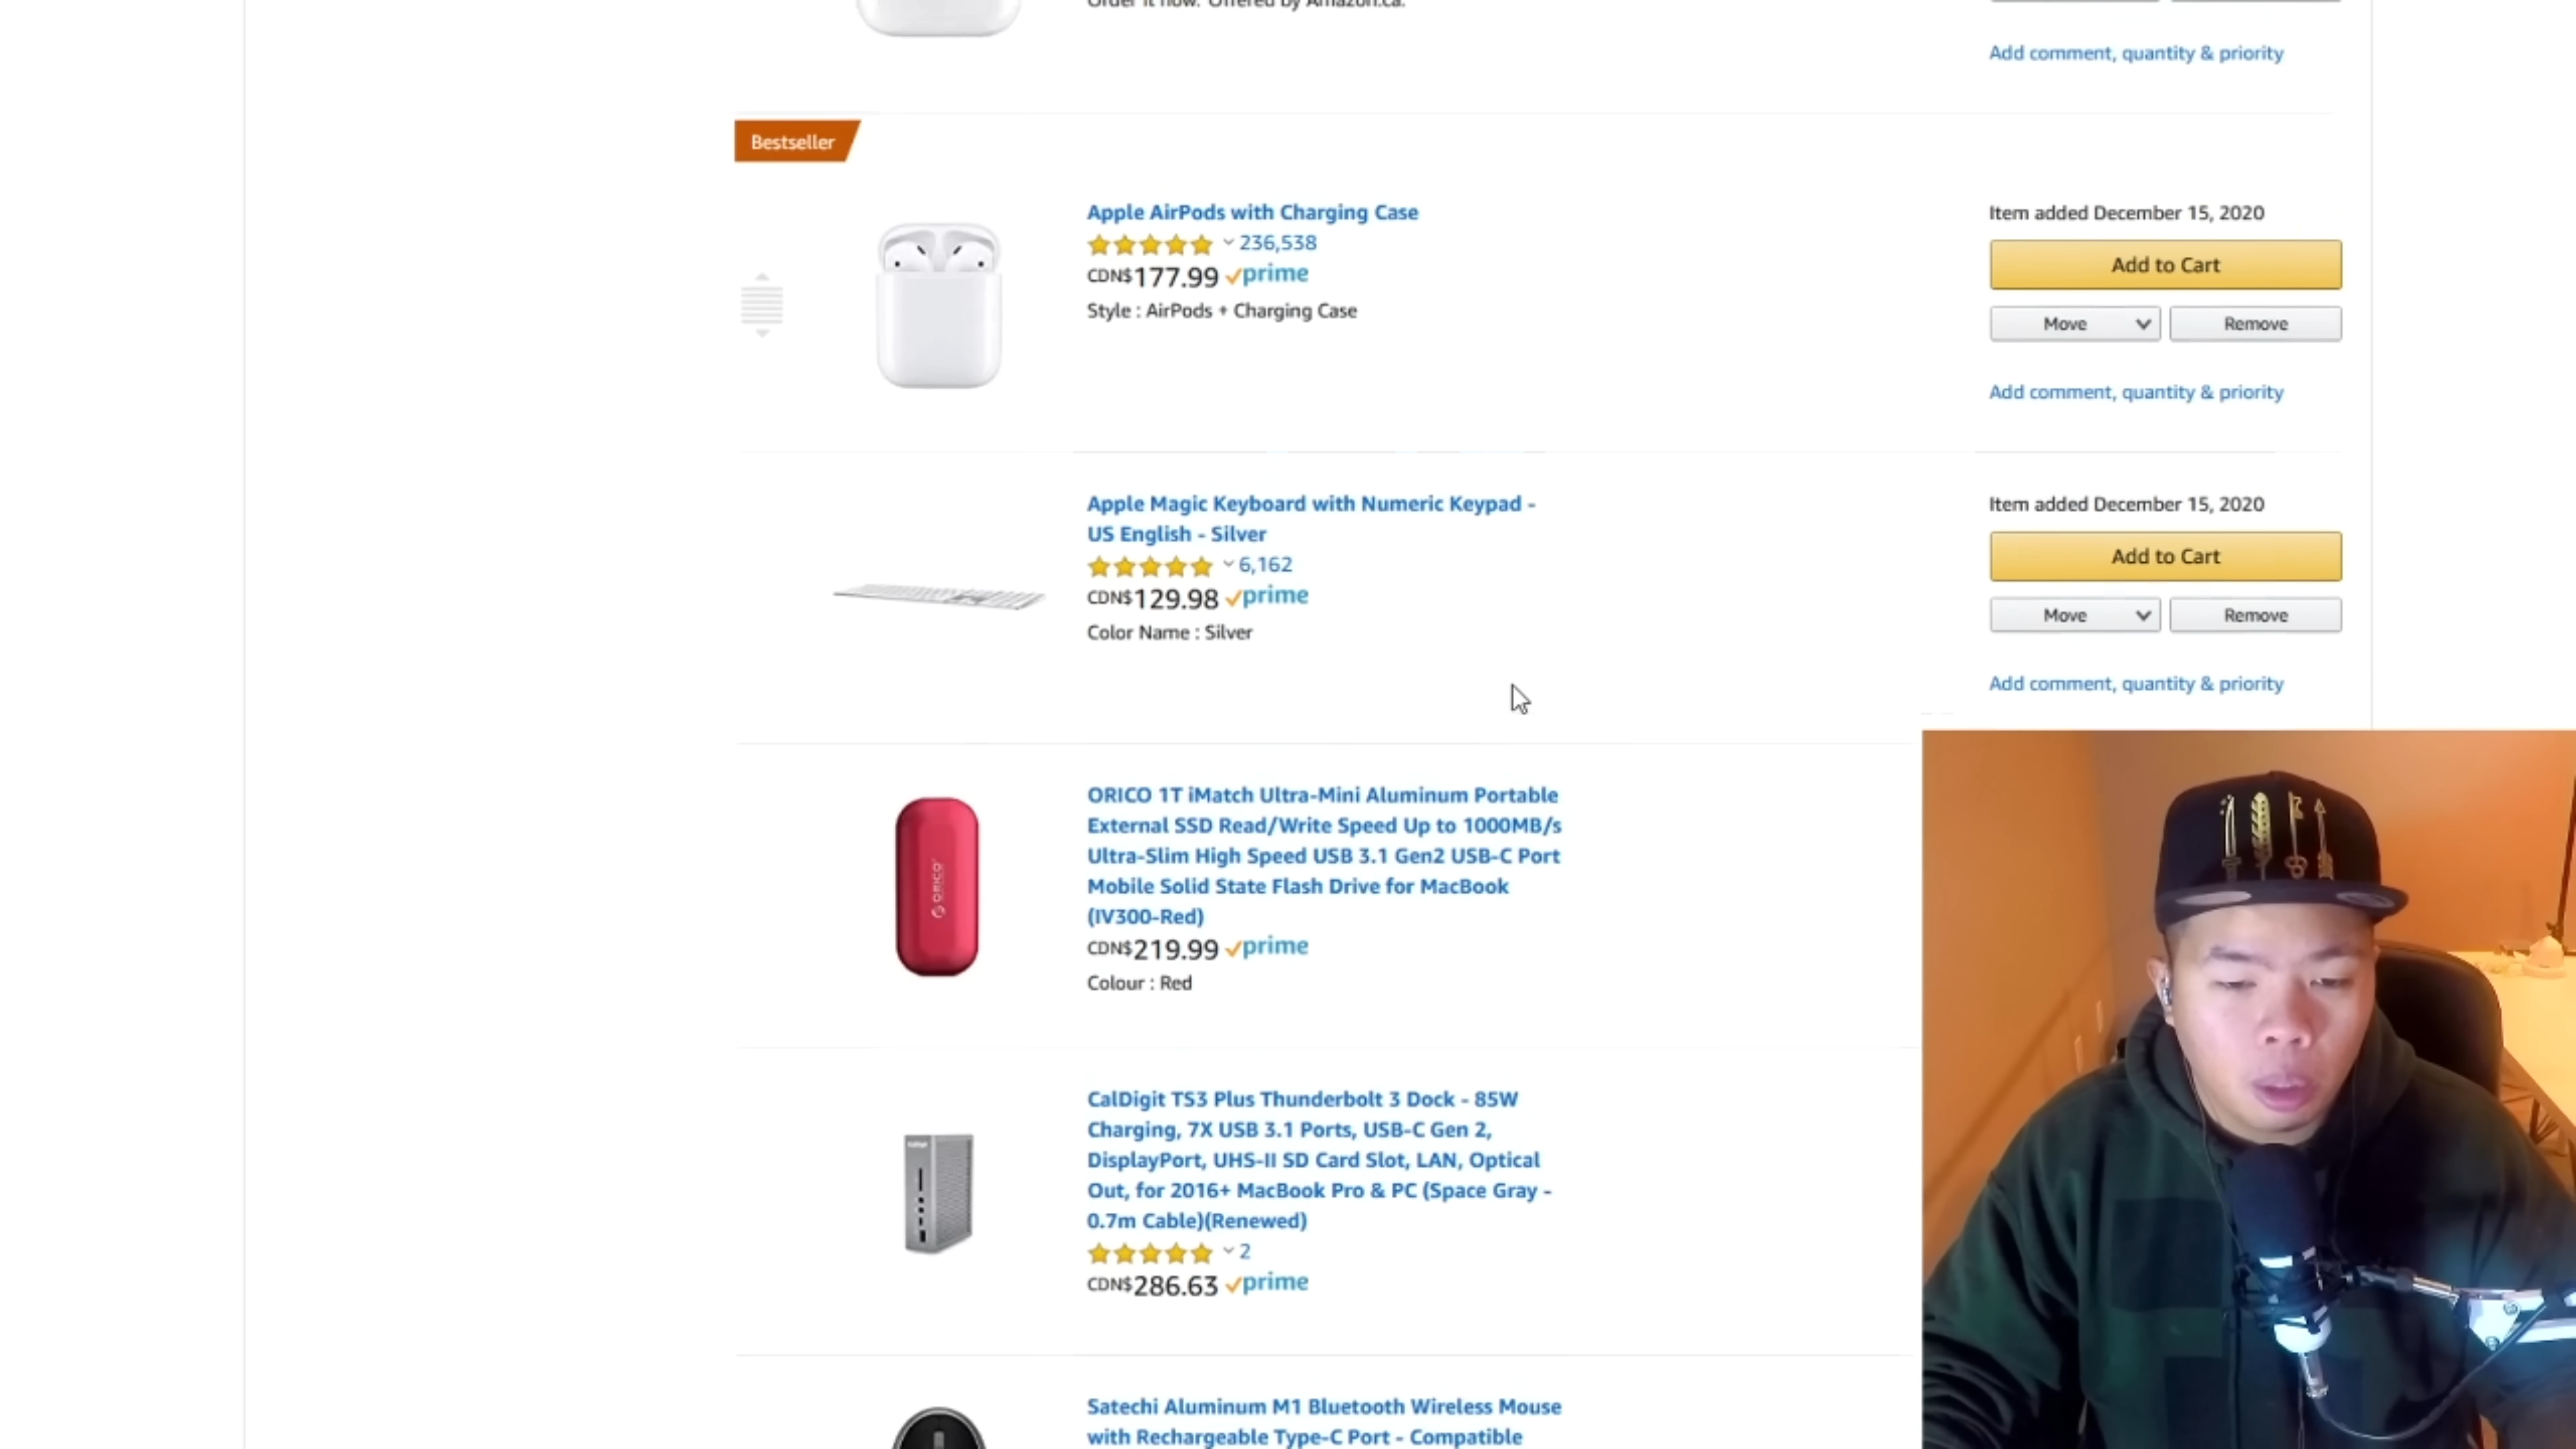 Order it now. Offered by Amazon.ca.
Add comment, quantity & priority
Bestseller
Apple AirPods with Charging Case
236,538
CDN$177.99 prime
Style : AirPods + Charging Case
Item added December 15, 2020
Add to Cart
Move
Remove
Add comment, quantity & priority
Apple Magic Keyboard with Numeric Keypad -
US English - Silver
6,162
CDN$129.98 prime
Color Name : Silver
Item added December 15, 2020
Add to Cart
Move
Remove
Add comment, quantity & priority
ORICO
ORICO 1T iMatch Ultra-Mini Aluminum Portable
External SSD Read/Write Speed Up to 1000MB/s
Ultra-Slim High Speed USB 3.1 Gen2 USB-C Port
Mobile Solid State Flash Drive for MacBook
(IV300-Red)
CDN$219.99 prime
Colour : Red
CalDigit TS3 Plus Thunderbolt 3 Dock - 85W
Charging, 7X USB 3.1 Ports, USB-C Gen 2,
DisplayPort, UHS-II SD Card Slot, LAN, Optical
Out, for 2016+ MacBook Pro & PC (Space Gray -
0.7m Cable)(Renewed)
2
CDN$286.63 prime
Satechi Aluminum M1 Bluetooth Wireless Mouse
with Rechargeable Type-C Port - Compatible